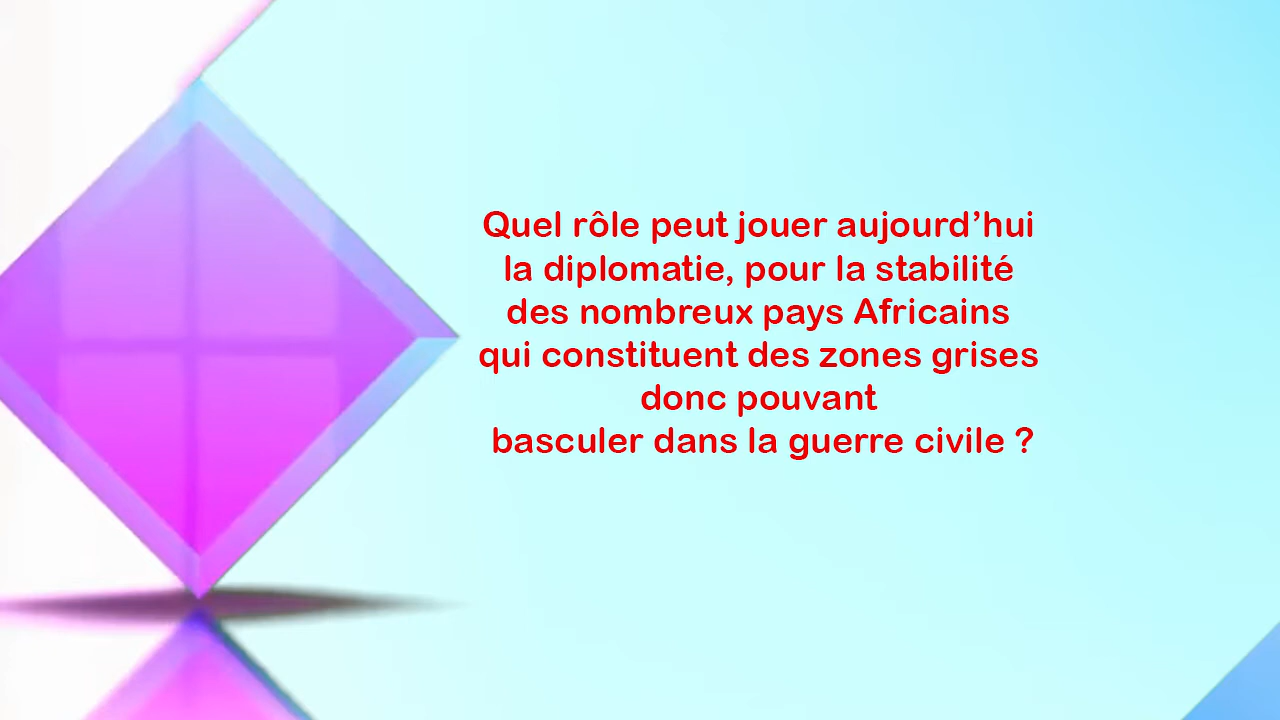 Quel rôle peut jouer aujourd’hui
la diplomatie, pour la stabilité
des nombreux pays Africains
qui constituent des zones grises
donc pouvant
basculer dans la guerre civile ?